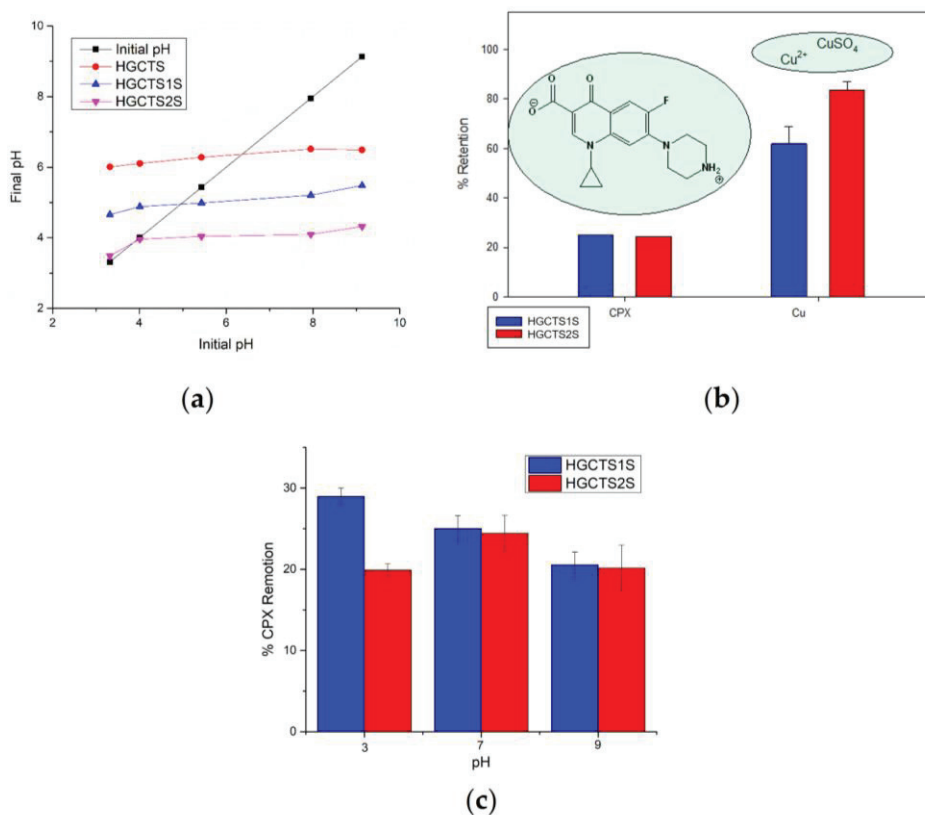 10
8
6
4
2
Final pH
Initial pH
HGCTS
HGCTS1S
HGCTS2S
2 4 6 8 10
Initial pH
(a)
100
80
60
40
20
0
% Retention
O O
⊖O
F
N N
NH2
⊕
CuSO4
Cu2+
CPX Cu
HGCTS1S
HGCTS2S
(b)
30
20
10
0
% CPX Remotion
HGCTS1S
HGCTS2S
3 7 9
pH
(c)